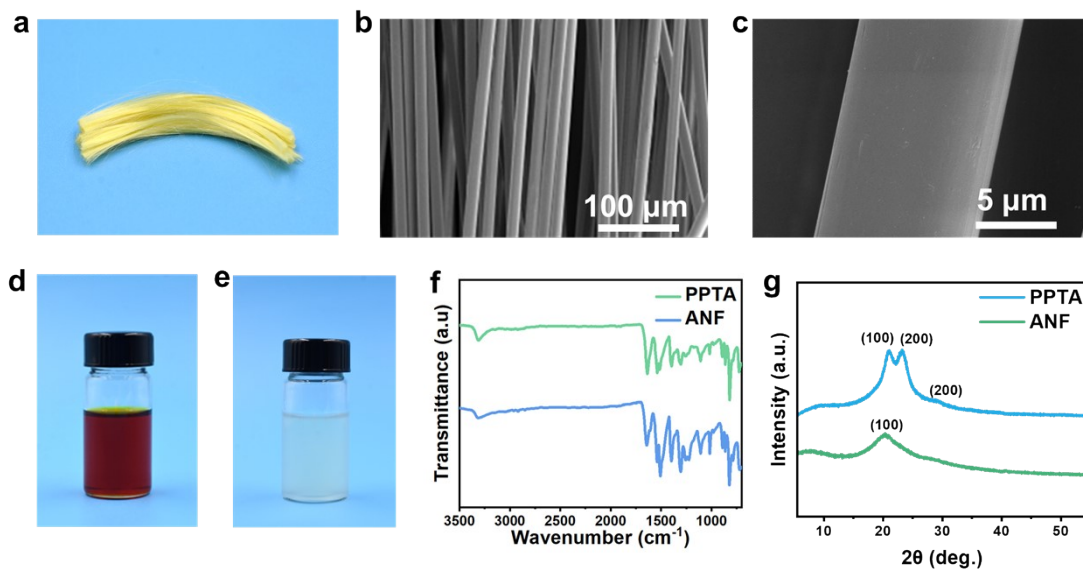 a
b
c
100 µm
5 µm
d
e
f
g
PPTA
ANF
Transmittance (a.u)
3500 3000 2500 2000 1500 1000
Wavenumber (cm⁻¹)
PPTA
ANF
(100) (200)
(200)
(100)
Intensity (a.u.)
10 20 30 40 50
2θ (deg.)